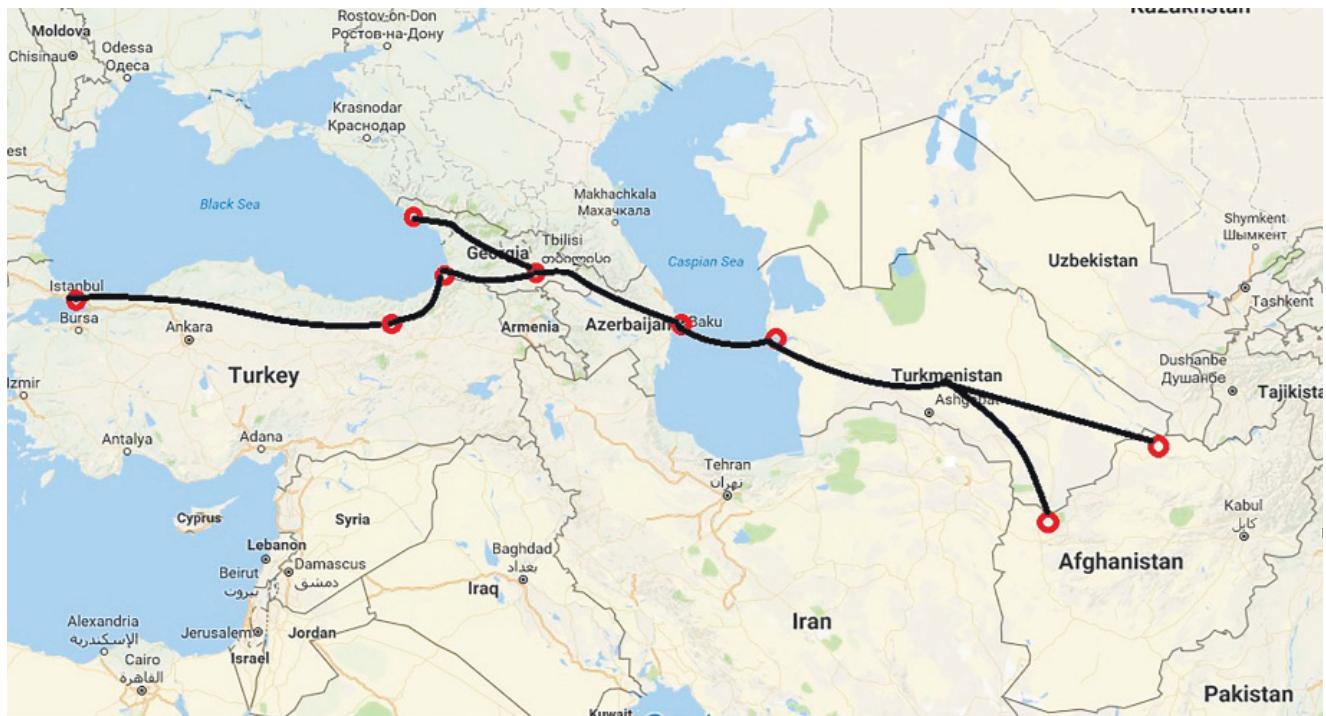 Kazakhstan
Rostov-on-Don
Ростов-на-Дону
Moldova
Chisinau
Odessa
Одеса
Krasnodar
Краснодар
est
Makhachkala
Махачкала
Black Sea
Shymkent
Шымкент
Tbilisi
თბილისი
Georgia
Caspian Sea
Uzbekistan
Istanbul
Tashkent
Bursa
Ankara
Armenia
Azerbaijan
Baku
Dushanbe
Душанбе
Turkey
Turkmenistan
Izmir
Tajikista
Ashgabat
Antalya
Adana
Tehran
تهران
Kabul
کابل
Cyprus
Syria
Lebanon
Beirut
بيروت
Damascus
دمشق
Baghdad
بغداد
Afghanistan
Iraq
Alexandria
الإسكندرية
Jerusalem
Jordan
Iran
Israel
Cairo
القاهرة
Pakistan
Kuwait